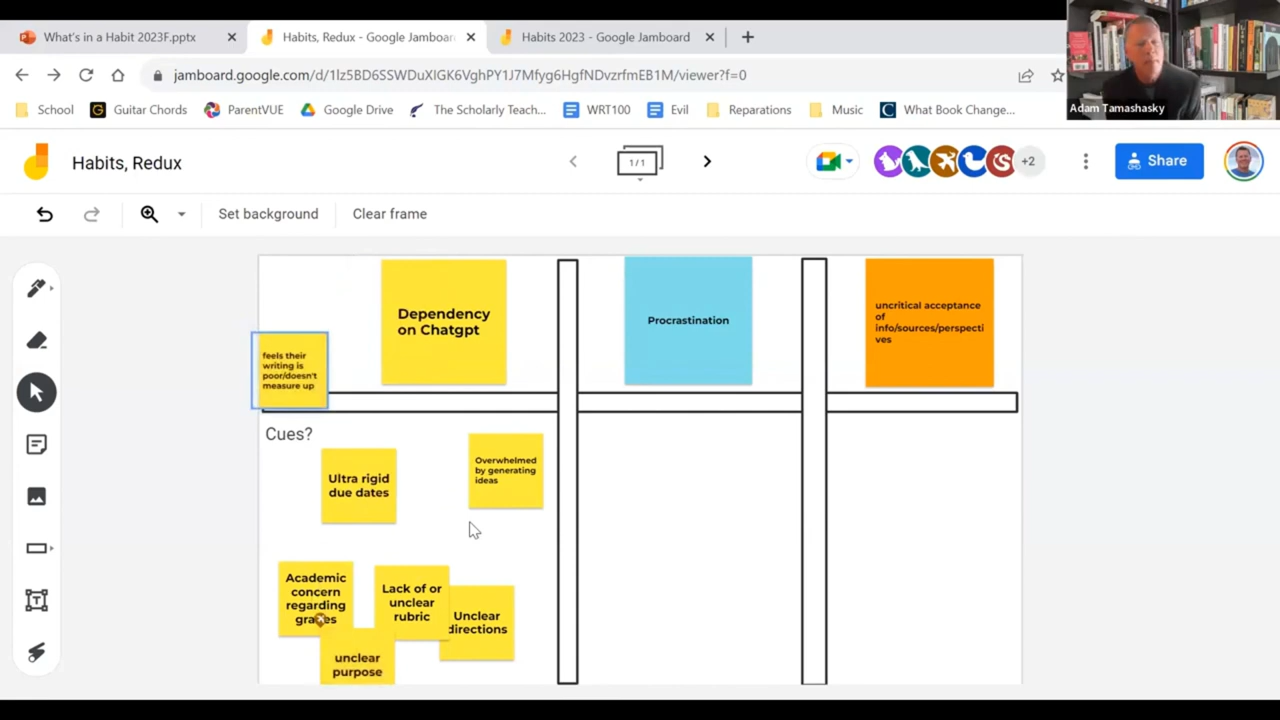 What's in a Habit 2023F.pptx
Habits, Redux - Google Jamboar
Habits 2023 - Google Jamboard
jamboard.google.com/d/1lz5BD6SSWDuXIGK6VghPY1J7Mfyg6HgfNDvzrfmEB1M/viewer?f=0
School
Guitar Chords
ParentVUE
Google Drive
The Scholarly Teach...
WRT100
Evil
Reparations
Music
What Book Change...
Adam Tamashasky
Habits, Redux
1/1
+2
Share
Set background
Clear frame
Dependency
on Chatgpt
Procrastination
uncritical acceptance
of
info/sources/perspecti
ves
feels their
writing is
poor/doesn't
measure up
Cues?
Ultra rigid
due dates
Overwhelmed
by generating
ideas
Academic
concern
regarding
grades
Lack of or
unclear
rubric
Unclear
directions
unclear
purpose